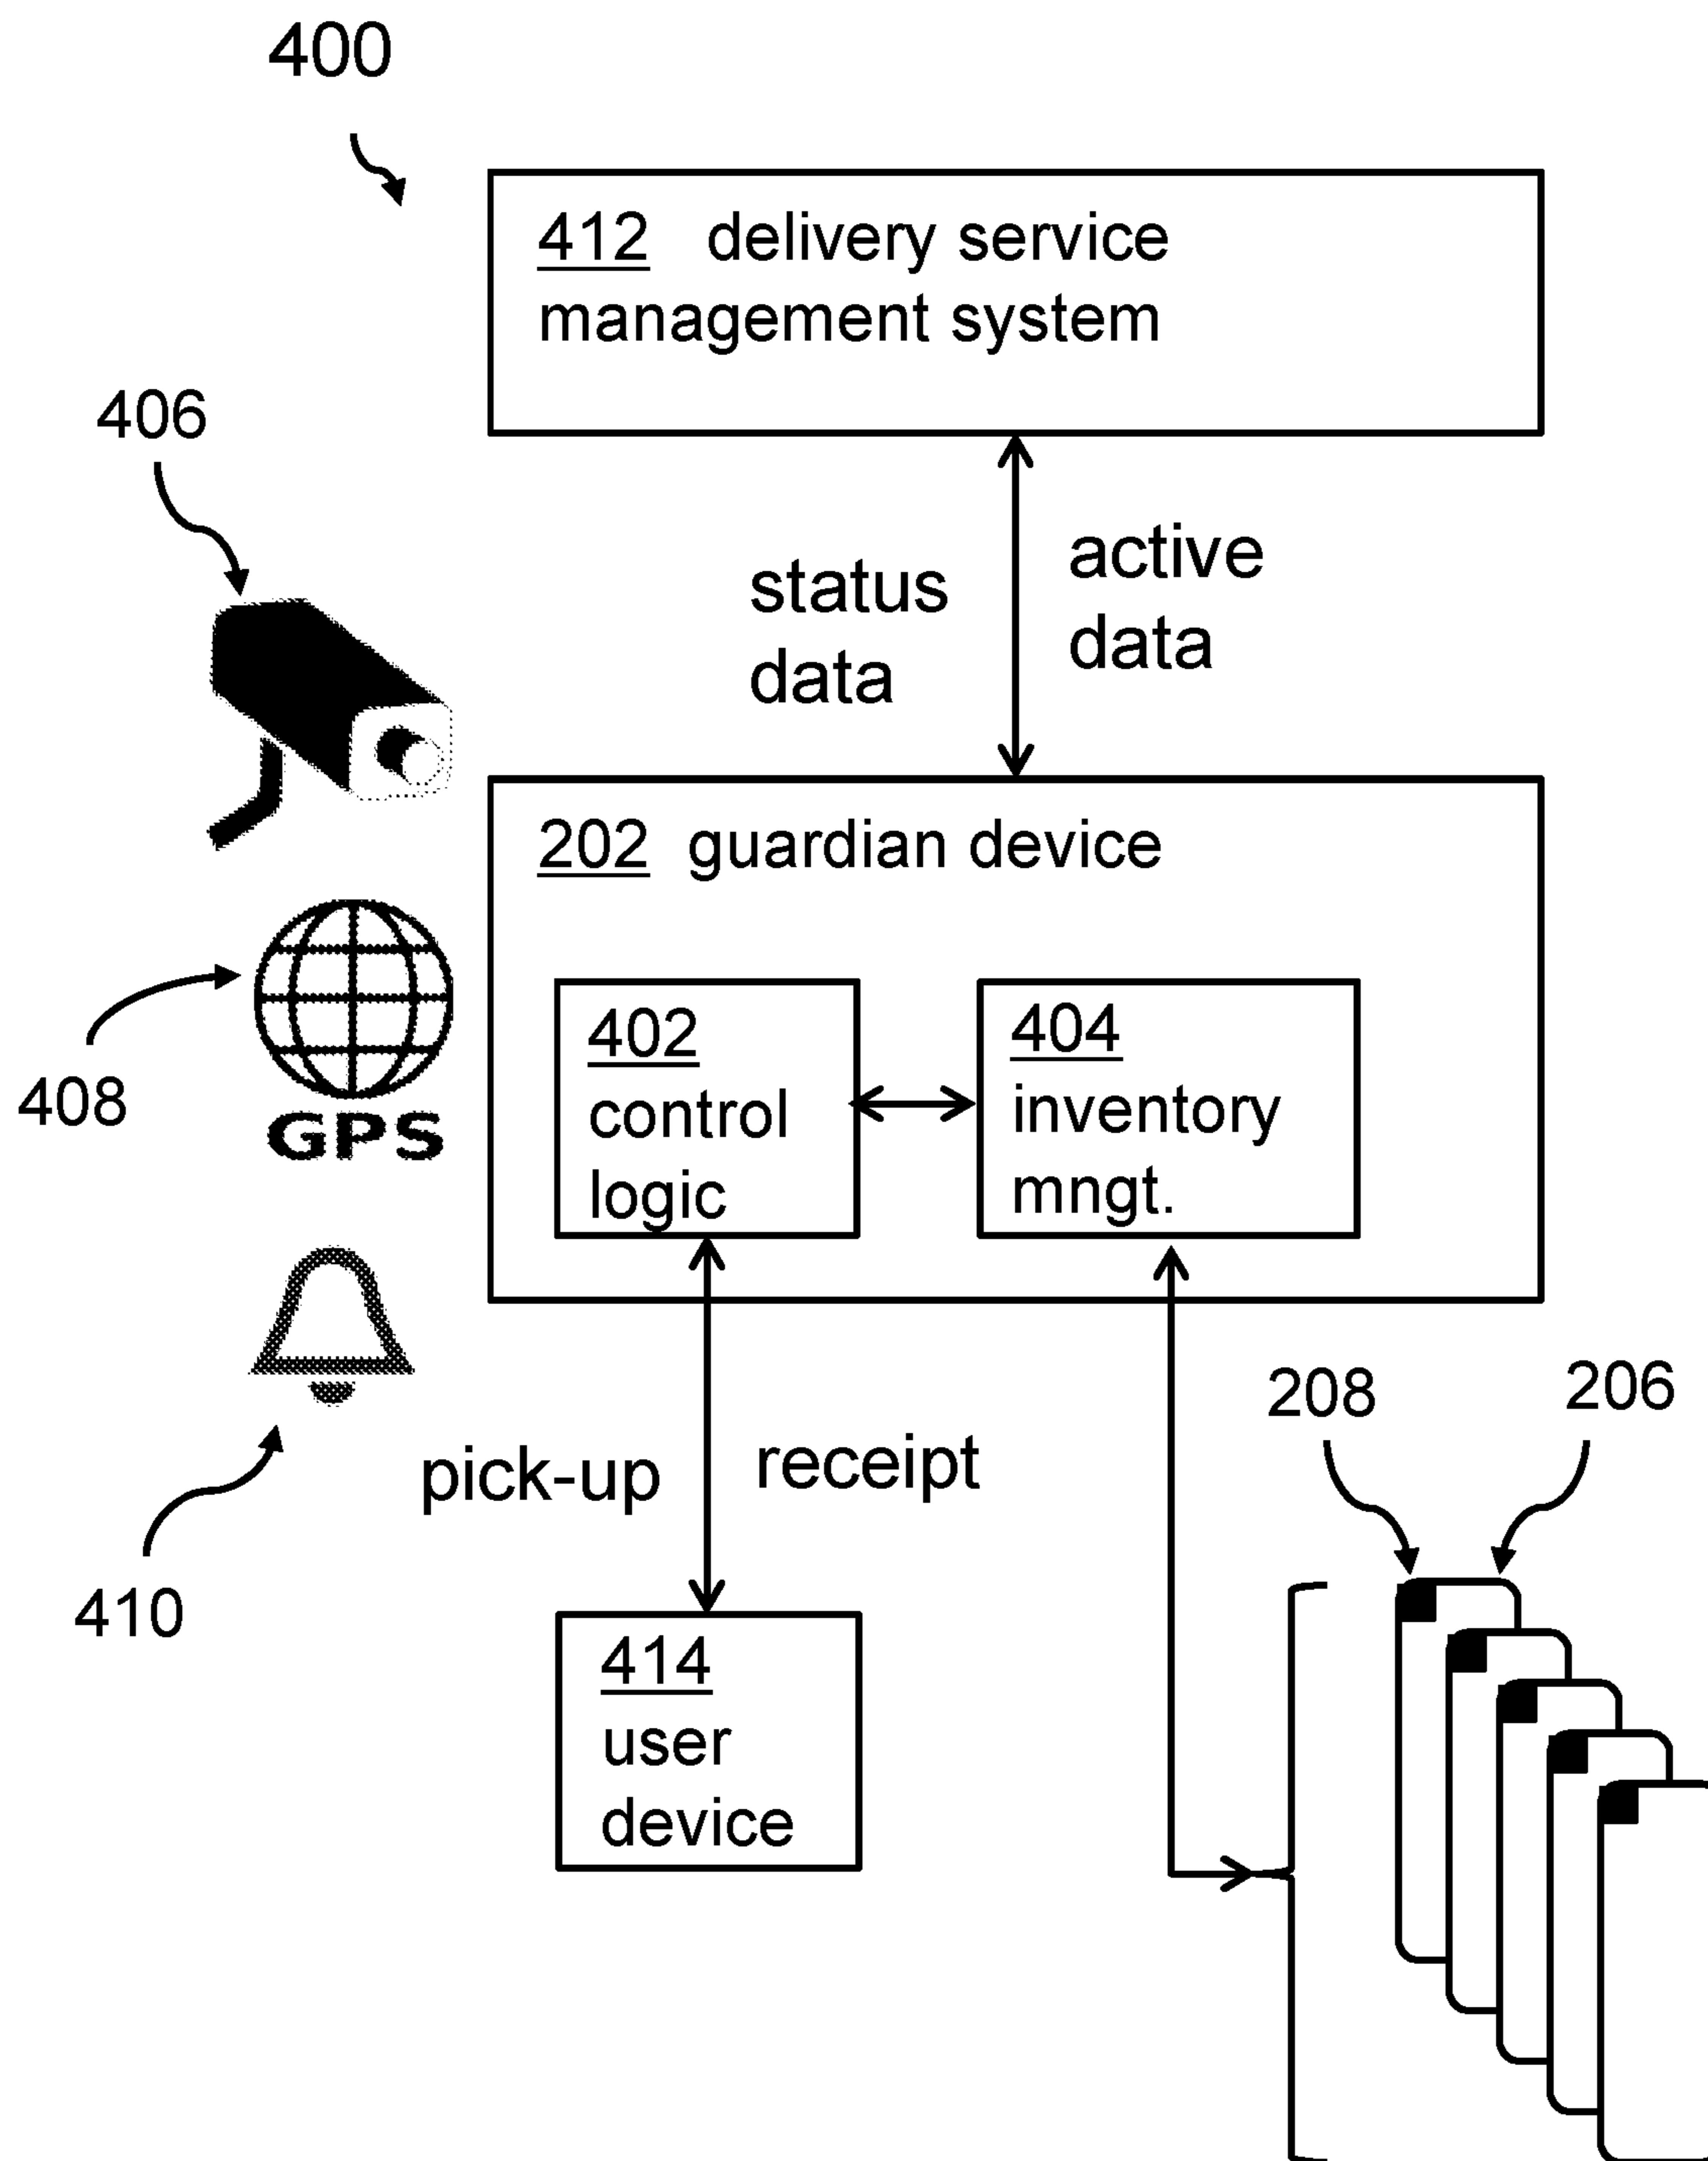 400
412 delivery service
management system
406
status
data
active
data
202 guardian device
402
control
logic
404
inventory
mngt.
408
GPS
208
206
pick-up
receipt
410
414
user
device